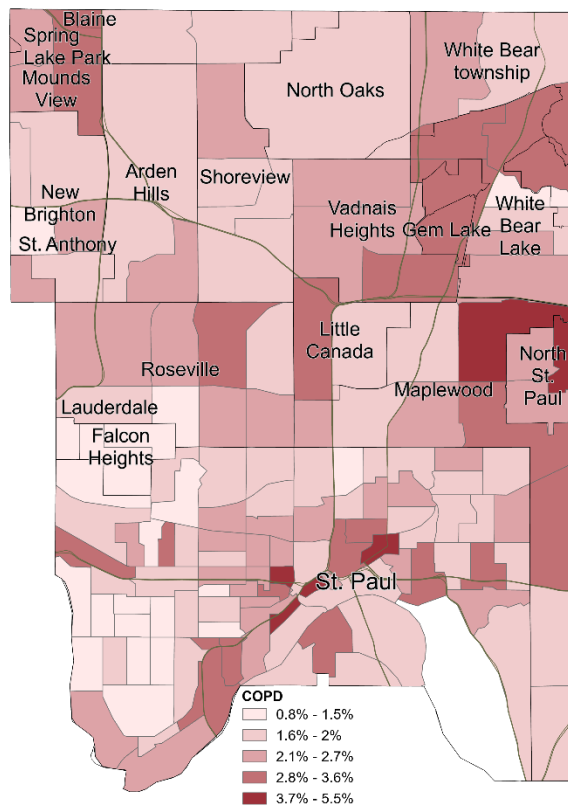 Blaine
Spring
Lake Park
Mounds
View
White Bear
township
North Oaks
Arden
Hills
Shoreview
New
Brighton
Vadnais
Heights
Gem Lake
White
Bear
Lake
St. Anthony
Little
Canada
North
St.
Paul
Roseville
Maplewood
Lauderdale
Falcon
Heights
St. Paul
COPD
0.8% - 1.5%
1.6% - 2%
2.1% - 2.7%
2.8% - 3.6%
3.7% - 5.5%